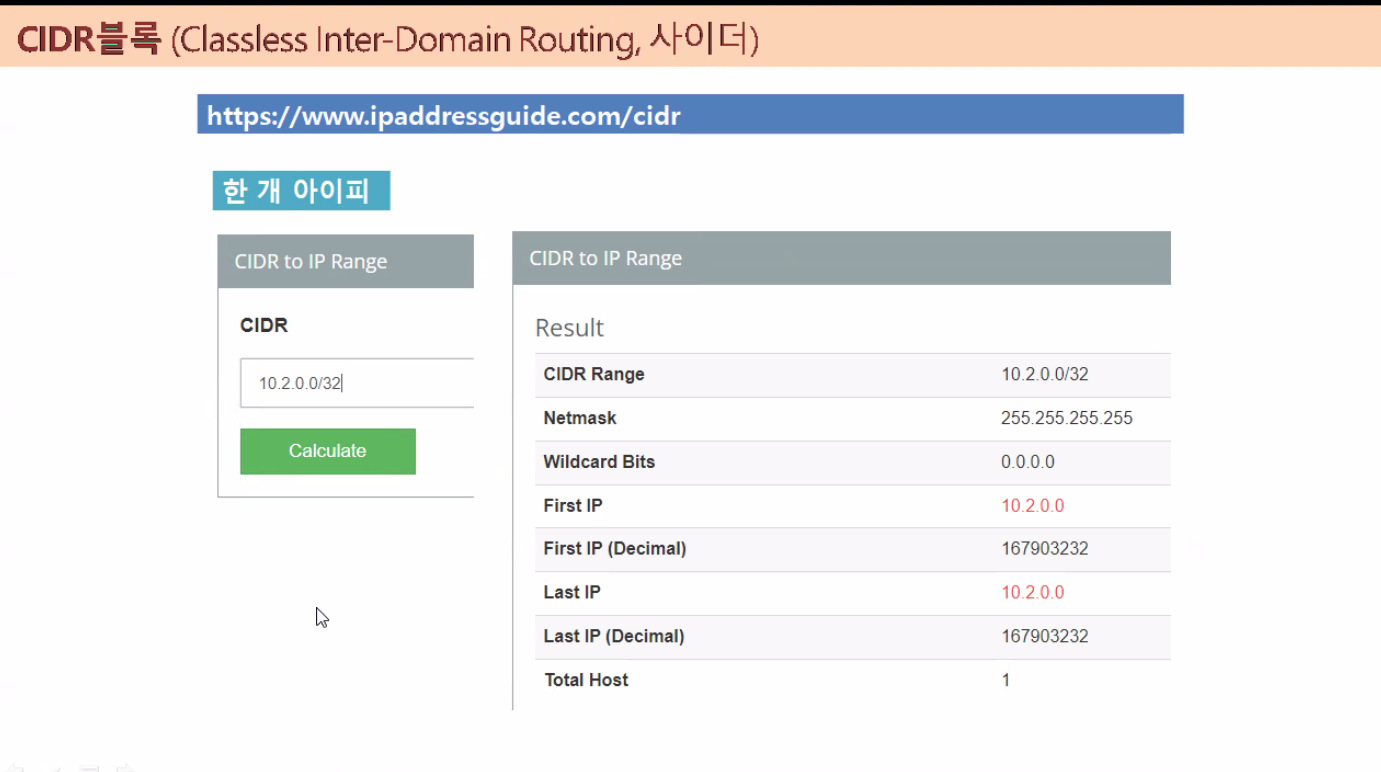 CIDR블록 (Classless Inter-Domain Routing, 사이더)
https://www.ipaddressguide.com/cidr
한 개 아이피
CIDR to IP Range
CIDR
10.2.0.0/32
Calculate
CIDR to IP Range
Result
CIDR Range 10.2.0.0/32
Netmask 255.255.255.255
Wildcard Bits 0.0.0.0
First IP 10.2.0.0
First IP (Decimal) 167903232
Last IP 10.2.0.0
Last IP (Decimal) 167903232
Total Host 1